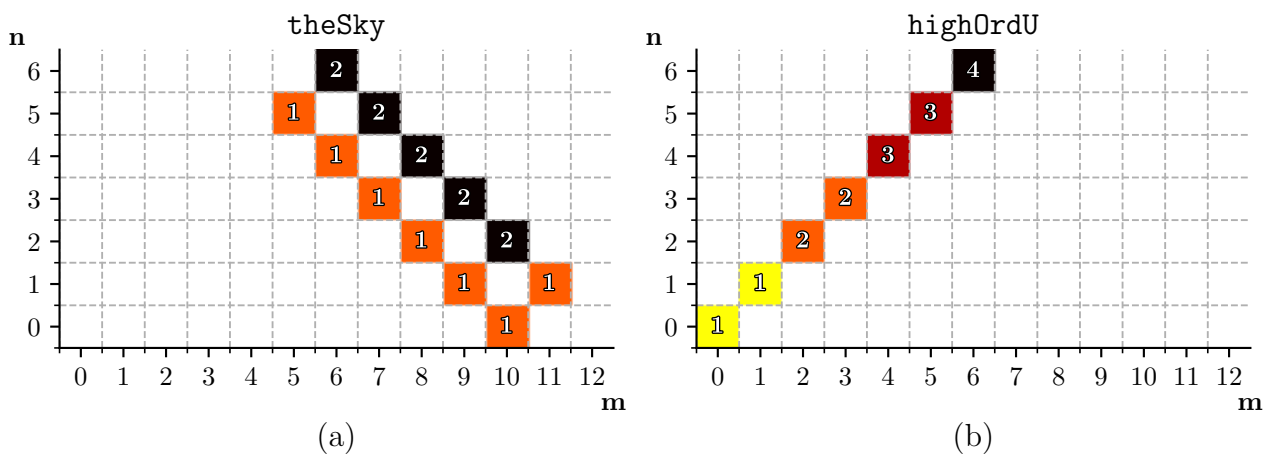 theSky highOrdU
n n
6 2 6 4
5 1 2 5 3
4 1 2 4 3
3 1 2 3 2
2 1 2 2 2
1 1 1 1 1
0 1 0 1
0 1 2 3 4 5 6 7 8 9 10 11 12 0 1 2 3 4 5 6 7 8 9 10 11 12
m m
(a) (b)